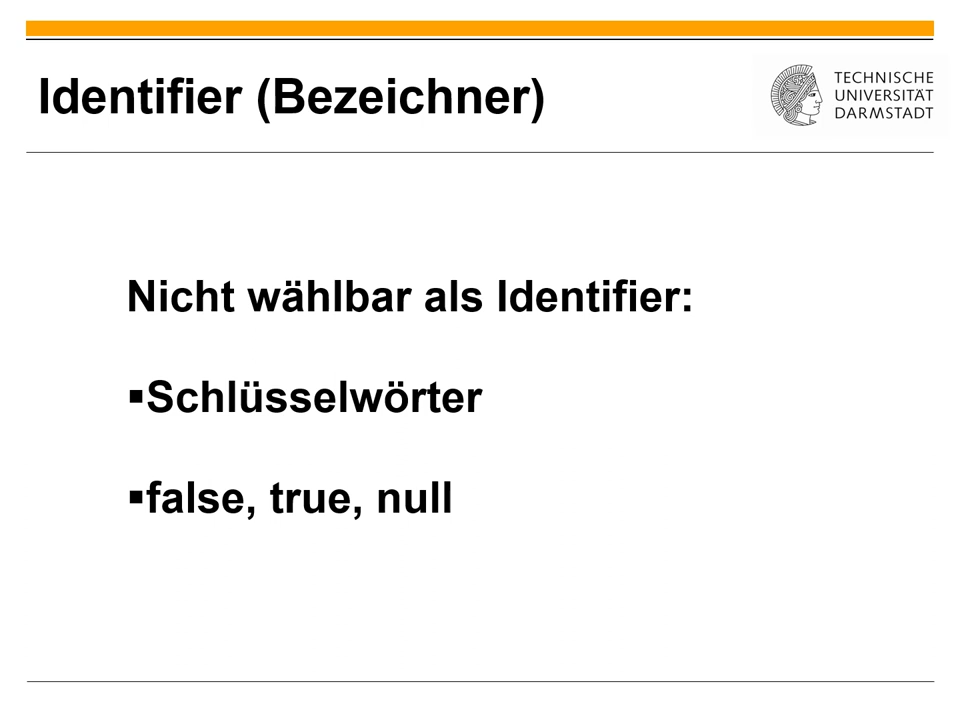 Identifier (Bezeichner)
TECHNISCHE
UNIVERSITÄT
DARMSTADT
Nicht wählbar als Identifier:
▪Schlüsselwörter
▪false, true, null